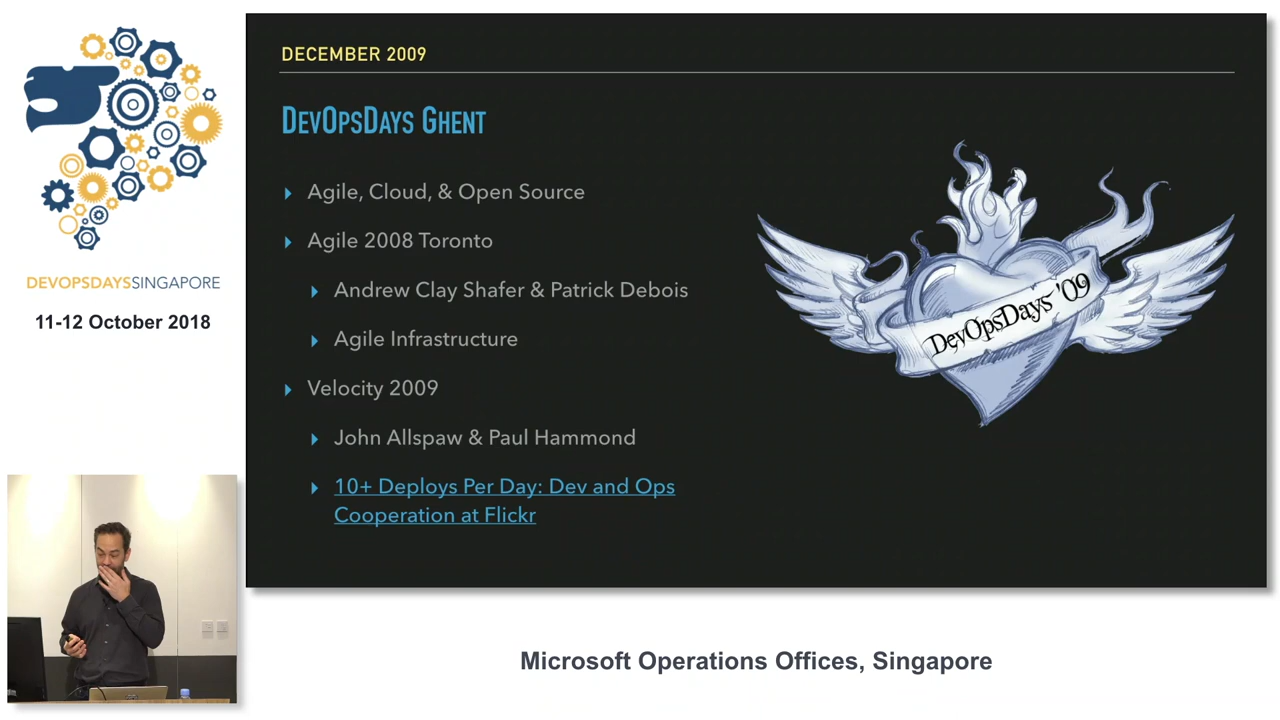 DEVOPSDAYSSINGAPORE
11-12 October 2018
DECEMBER 2009
DEVOPSDAYS GHENT
Agile, Cloud, & Open Source
Agile 2008 Toronto
Andrew Clay Shafer & Patrick Debois
Agile Infrastructure
Velocity 2009
John Allspaw & Paul Hammond
10+ Deploys Per Day: Dev and Ops
Cooperation at Flickr
DevOpsDays '09
Microsoft Operations Offices, Singapore